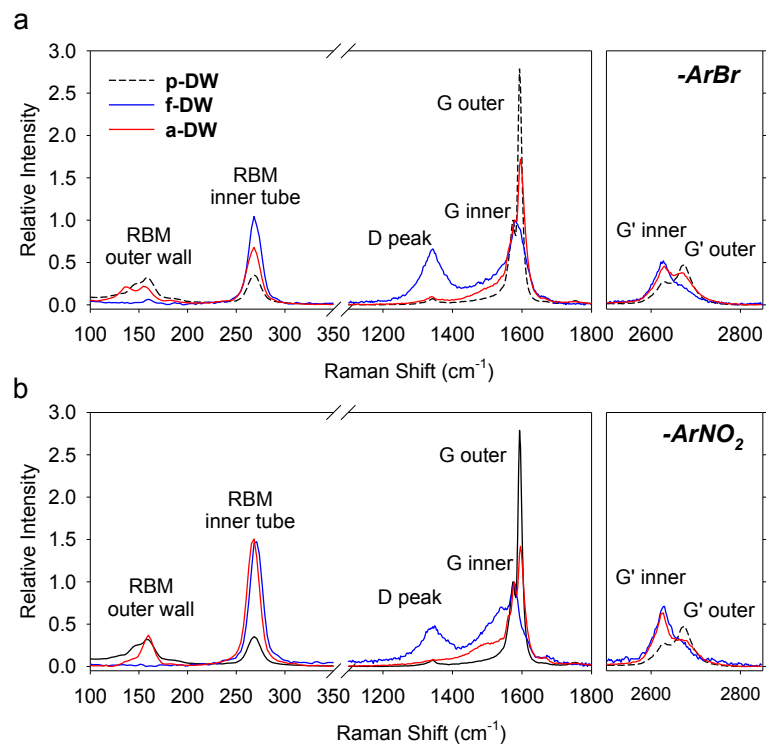 a
3.0
2.5
2.0
1.5
1.0
0.5
0.0
Relative Intensity
p-DW
f-DW
a-DW
RBM
outer wall
RBM
inner tube
D peak
G inner
G outer
-ArBr
G' inner
G' outer
100 150 200 250 300 350 1200 1400 1600 1800 2600 2800
Raman Shift (cm-1)
b
3.0
2.5
2.0
1.5
1.0
0.5
0.0
Relative Intensity
RBM
outer wall
RBM
inner tube
D peak
G inner
G outer
-ArNO2
G' inner
G' outer
100 150 200 250 300 350 1200 1400 1600 1800 2600 2800
Raman Shift (cm-1)